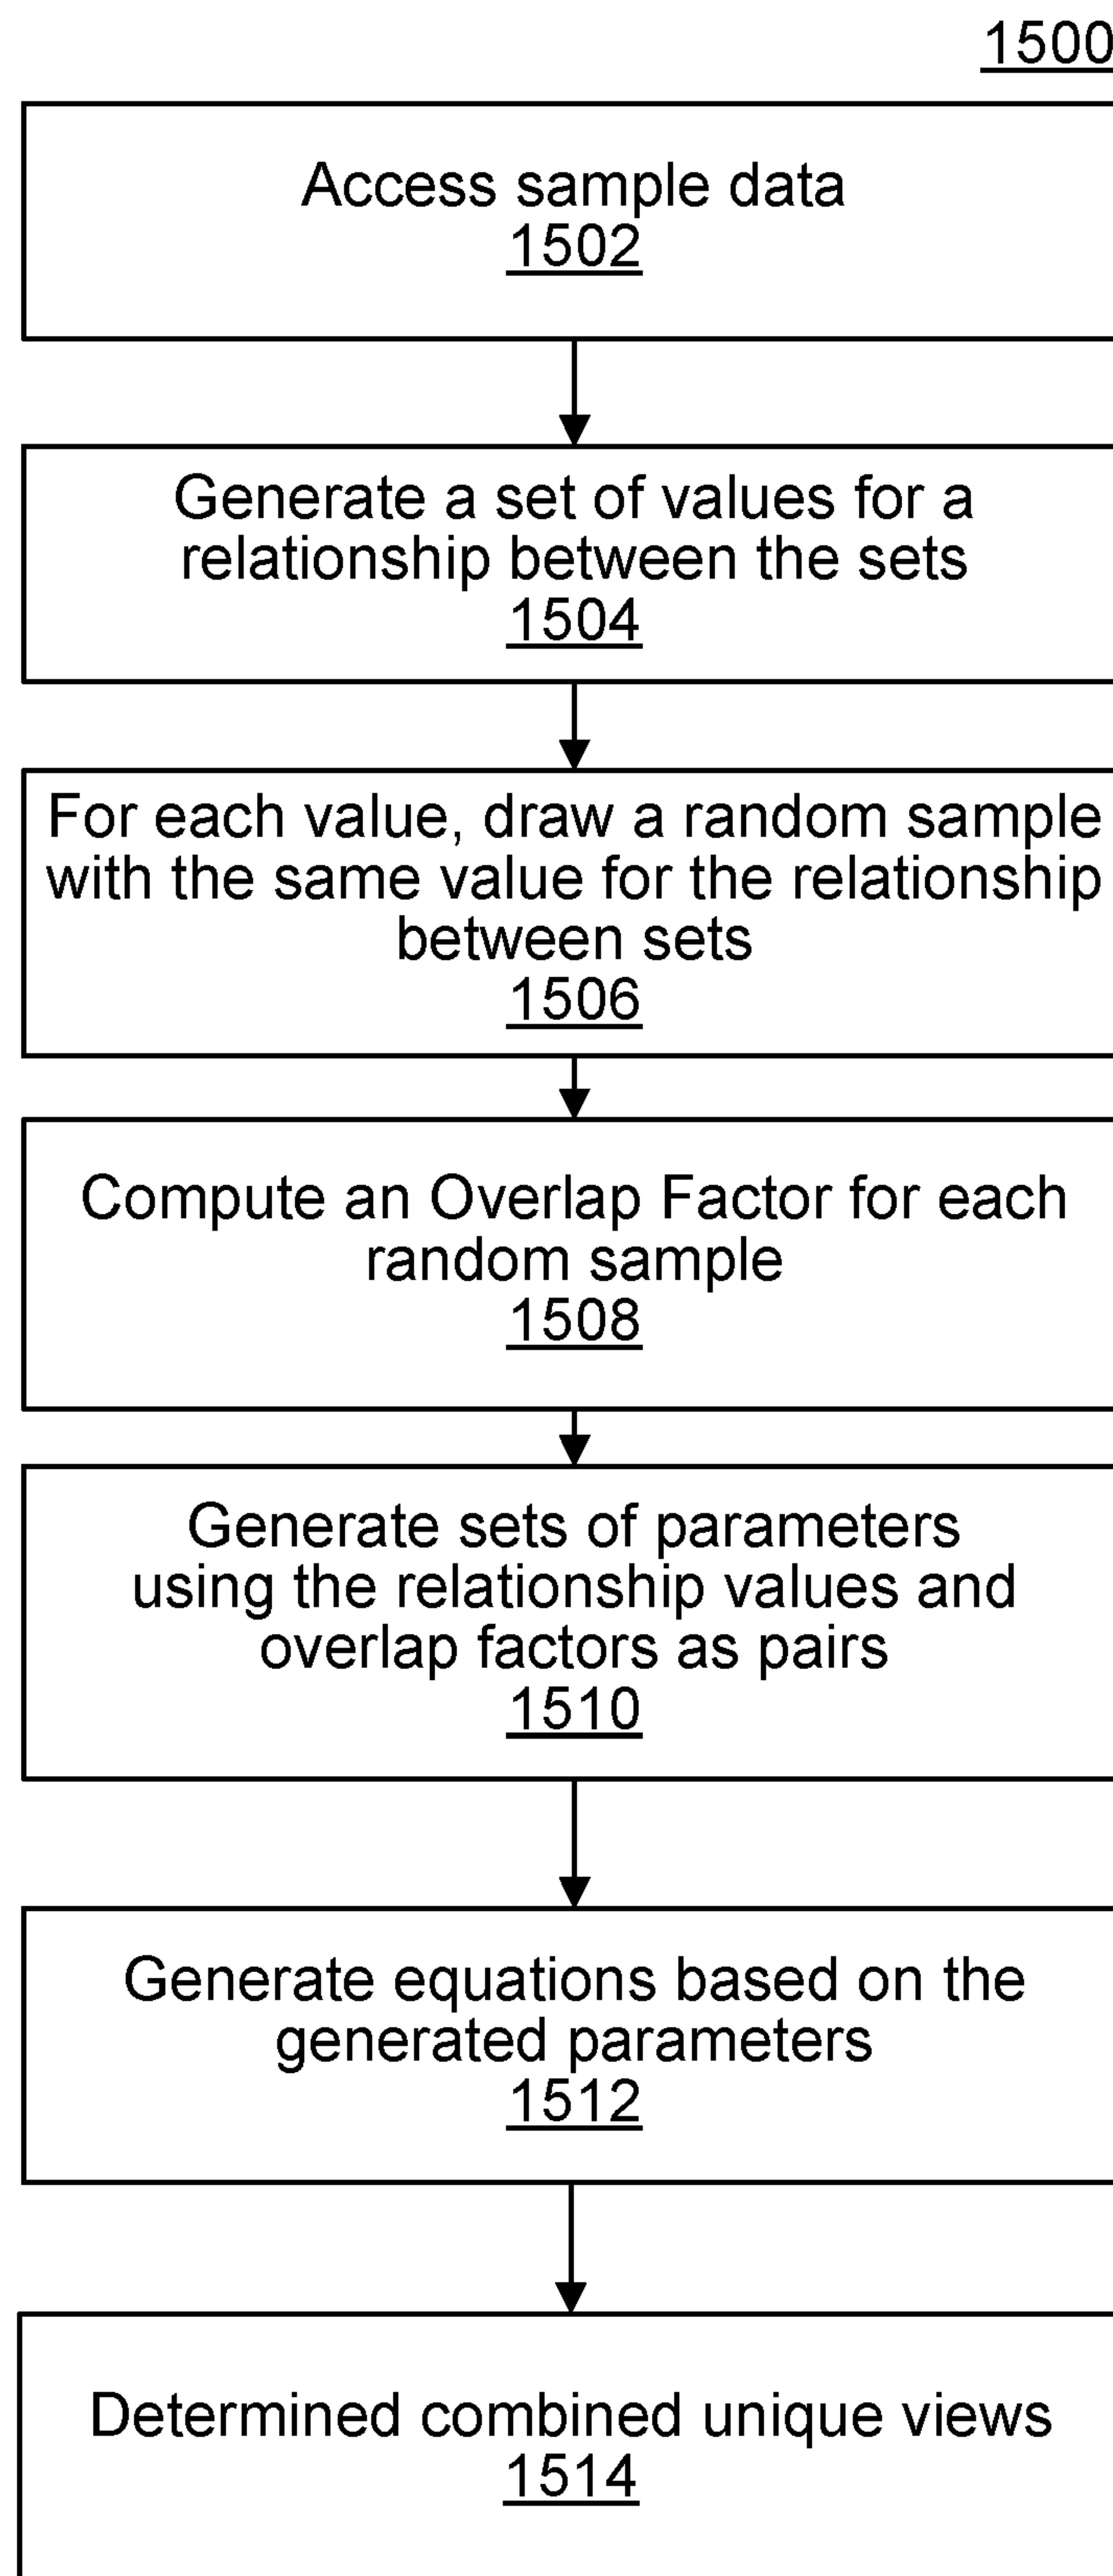 1500
Access sample data
1502
Generate a set of values for a
relationship between the sets
1504
For each value, draw a random sample
with the same value for the relationship
between sets
1506
Compute an Overlap Factor for each
random sample
1508
Generate sets of parameters
using the relationship values and
overlap factors as pairs
1510
Generate equations based on the
generated parameters
1512
Determined combined unique views
1514